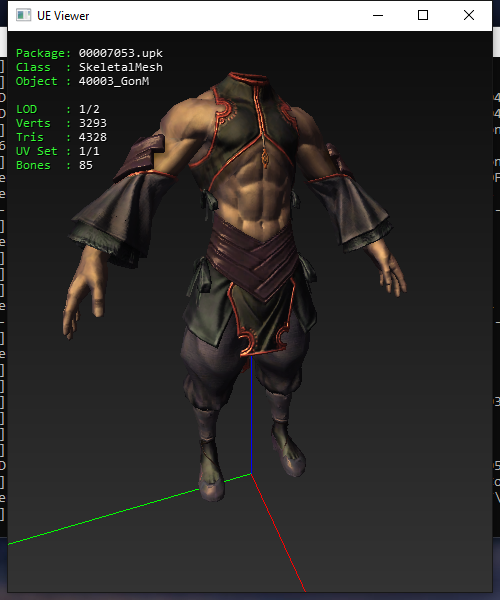 UE Viewer
Package: 00007053.upk
Class : SkeletalMesh
Object : 40003_GonM
LOD : 1/2
Verts : 3293
Tris : 4328
UV Set : 1/1
Bones : 85